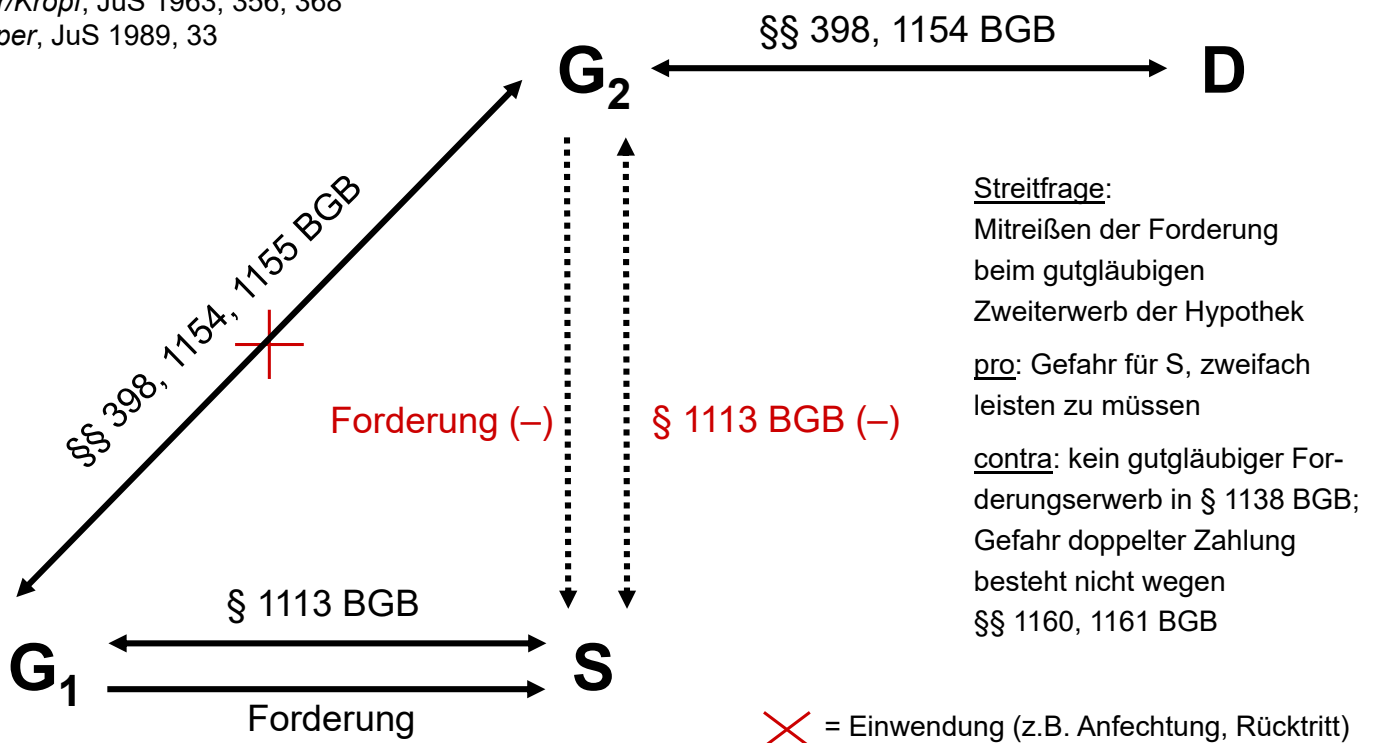 JuS 1963, 356, 368
JuS 1989, 33
§§ 398, 1154 BGB
G2
D
§§ 398, 1154, 1155 BGB
Streitfrage:
Mitreißen der Forderung
beim gutgläubigen
Zweiterwerb der Hypothek
pro: Gefahr für S, zweifach
leisten zu müssen
contra: kein gutgläubiger For-
derungserwerb in § 1138 BGB;
Gefahr doppelter Zahlung
besteht nicht wegen
§§ 1160, 1161 BGB
Forderung (–)
§ 1113 BGB (–)
§ 1113 BGB
G1
S
Forderung
= Einwendung (z.B. Anfechtung, Rücktritt)